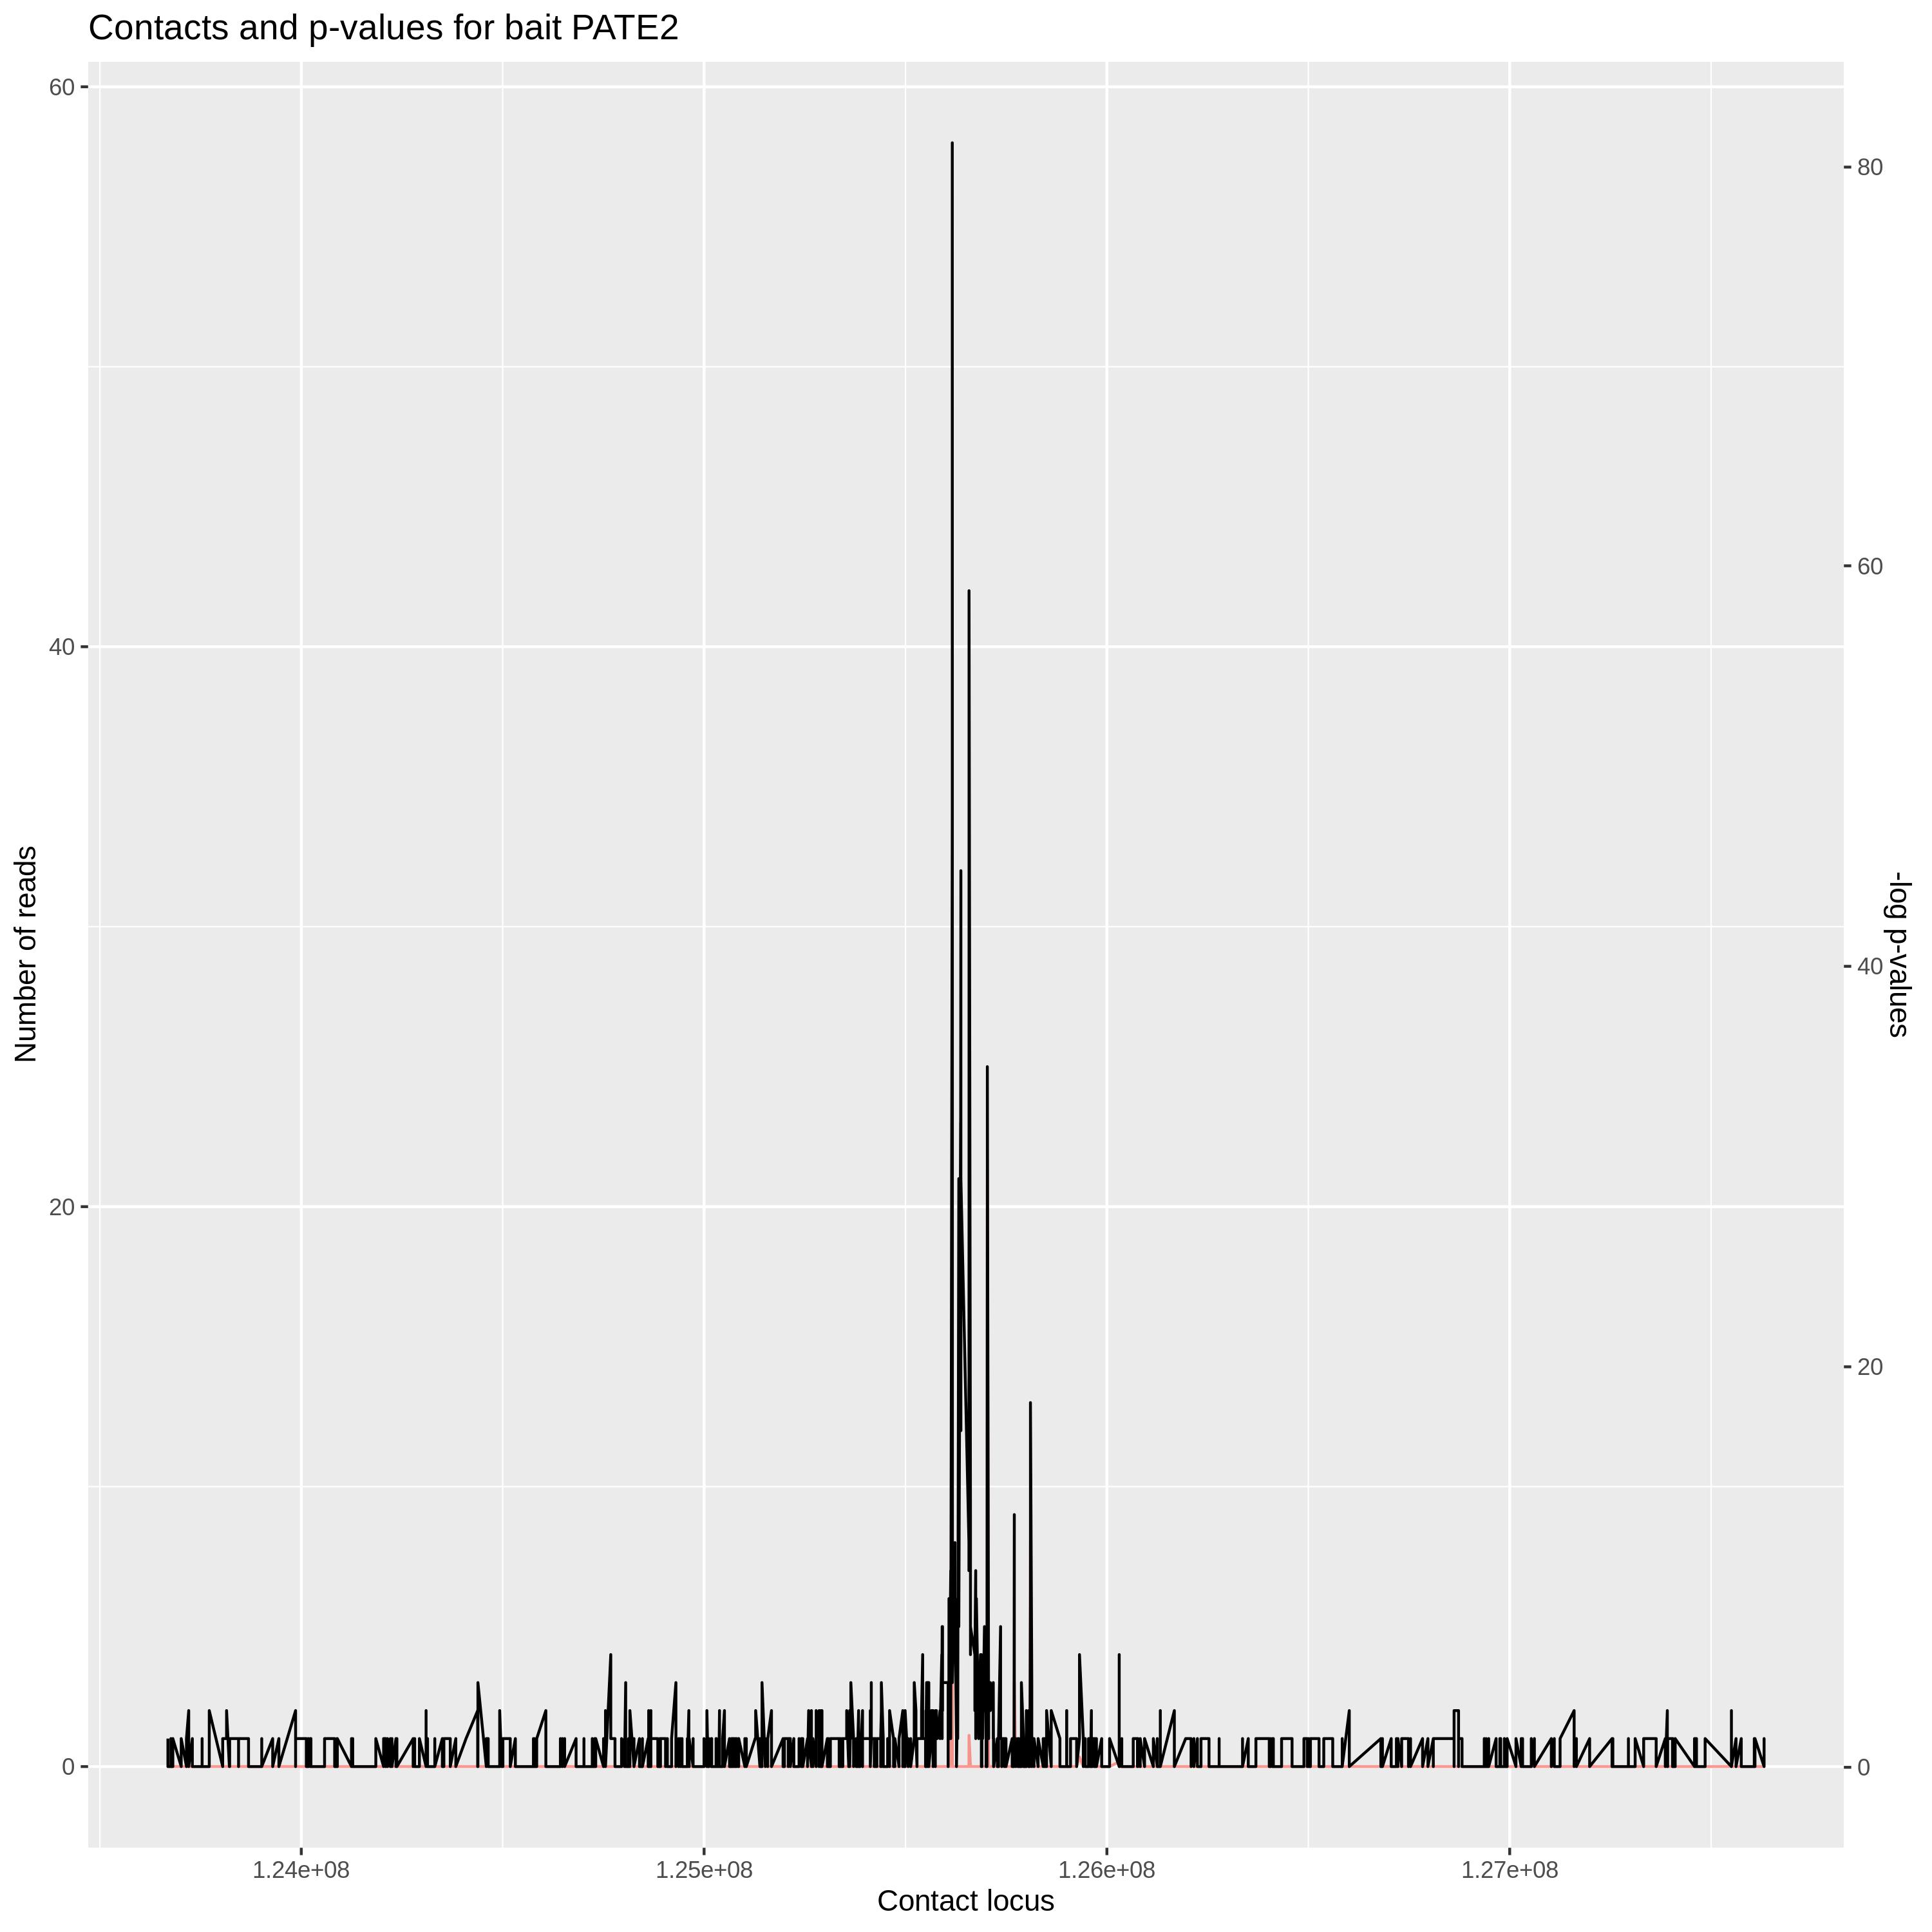 Contacts and p-values for bait PATE2
60
40
20
0
80
60
40
20
0
Number of reads
-log p-values
1.24e+08
1.25e+08
1.26e+08
1.27e+08
Contact locus